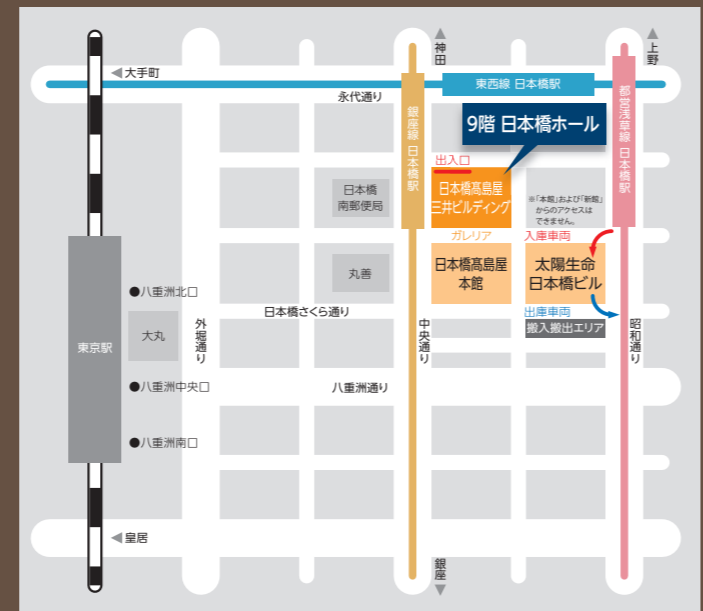 神田
上野
大手町
東西線 日本橋駅
永代通り
銀座線 日本橋駅
都営浅草線 日本橋駅
9階 日本橋ホール
出入口
日本橋
南郵便局
日本橋髙島屋
三井ビルディング
※「本館」および「新館」
からのアクセスは
できません。
ガレリア
入庫車両
丸善
日本橋髙島屋
本館
太陽生命
日本橋ビル
●八重洲北口
日本橋さくら通り
出庫車両
搬入搬出エリア
東京駅
大丸
外堀通り
中央通り
昭和通り
●八重洲中央口
八重洲通り
●八重洲南口
皇居
銀座